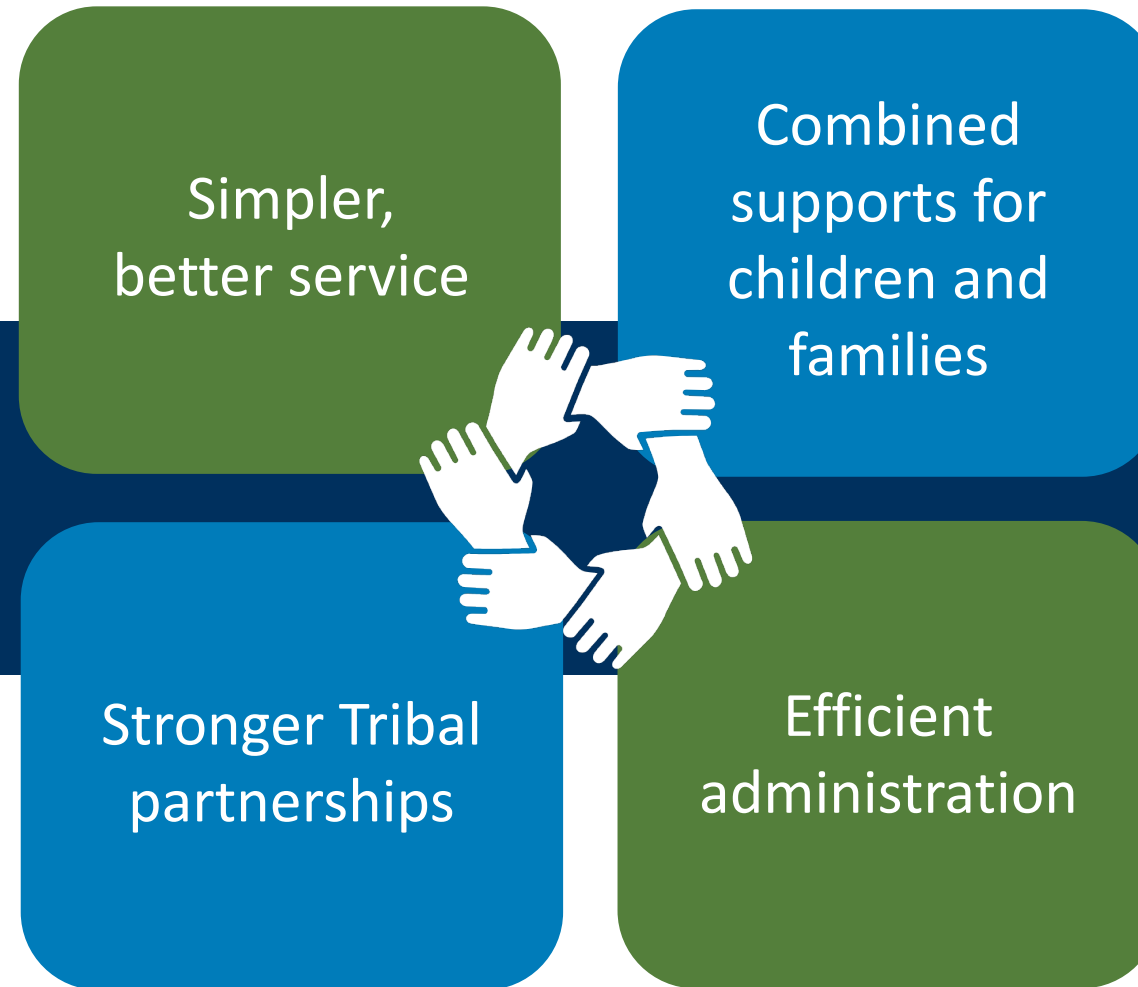 Simpler,
better service
Combined
supports for
children and
families
Stronger Tribal
partnerships
Efficient
administration